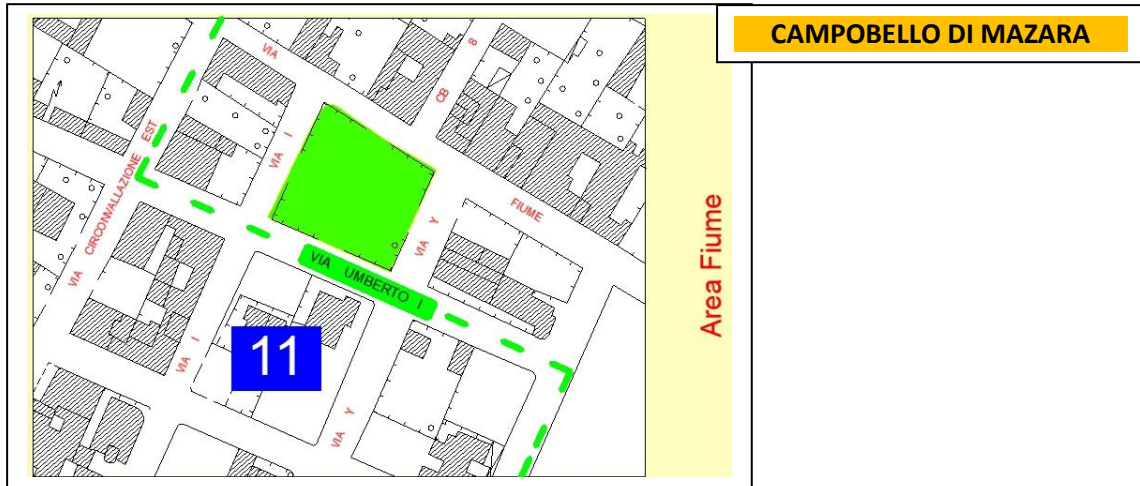 CAMPOBELLO DI MAZARA
VIA
8
CB
VIA I
VIA CIRCONVALLAZIONE EST
FIUME
VIA Y
VIA UMBERTO I
Area Fiume
11
VIA I
VIA Y